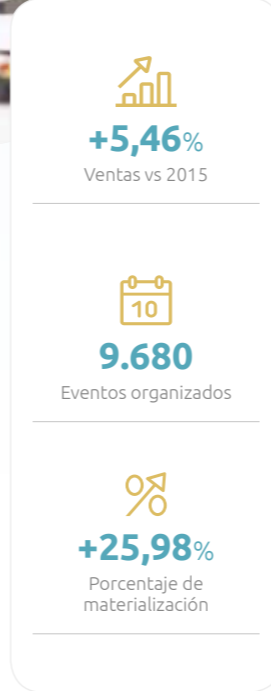 +5,46%
Ventas vs 2015
10
9.680
Eventos organizados
+25,98%
Porcentaje de
materialización